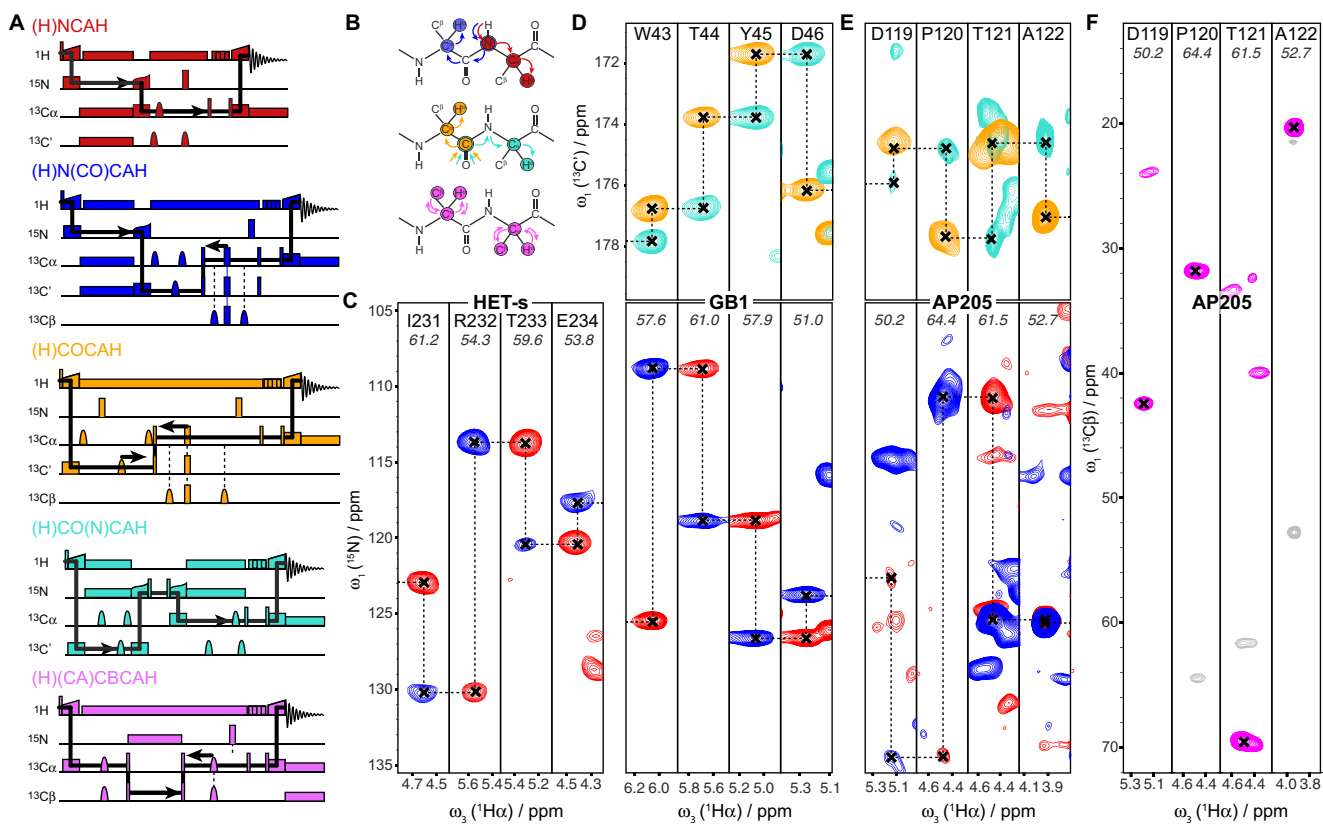 A
(H)NCAH
¹H
¹⁵N
¹³Cα
¹³C'
(H)N(CO)CAH
¹H
¹⁵N
¹³Cα
¹³C'
¹³Cβ
(H)COCAH
¹H
¹⁵N
¹³Cα
¹³C'
¹³Cβ
(H)CO(N)CAH
¹H
¹⁵N
¹³Cα
¹³C'
(H)(CA)CBCAH
¹H
¹⁵N
¹³Cα
¹³Cβ
B
Cᵝ
H
O
N
H
O
Cᵝ
N
H
O
Cᵝ
N
H
C
HET-s
I231 R232 T233 E234
61.2 54.3 59.6 53.8
105
110
115
120
125
130
135
ω₁ (¹⁵N) / ppm
4.7 4.5 5.6 5.4 5.4 5.2 4.5 4.3
ω₃ (¹Hα) / ppm
D
W43 T44 Y45 D46
172
174
176
178
ω₁ (¹³C') / ppm
GB1
57.6 61.0 57.9 51.0
6.2 6.0 5.8 5.6 5.2 5.0 5.3 5.1
ω₃ (¹Hα) / ppm
E
D119 P120 T121 A122
AP205
50.2 64.4 61.5 52.7
5.3 5.1 4.6 4.4 4.6 4.4 4.1 3.9
ω₃ (¹Hα) / ppm
F
D119 P120 T121 A122
50.2 64.4 61.5 52.7
20
30
40
50
60
70
ω₁ (¹³Cβ) / ppm
AP205
5.3 5.1 4.6 4.4 4.6 4.4 4.0 3.8
ω₃ (¹Hα) / ppm